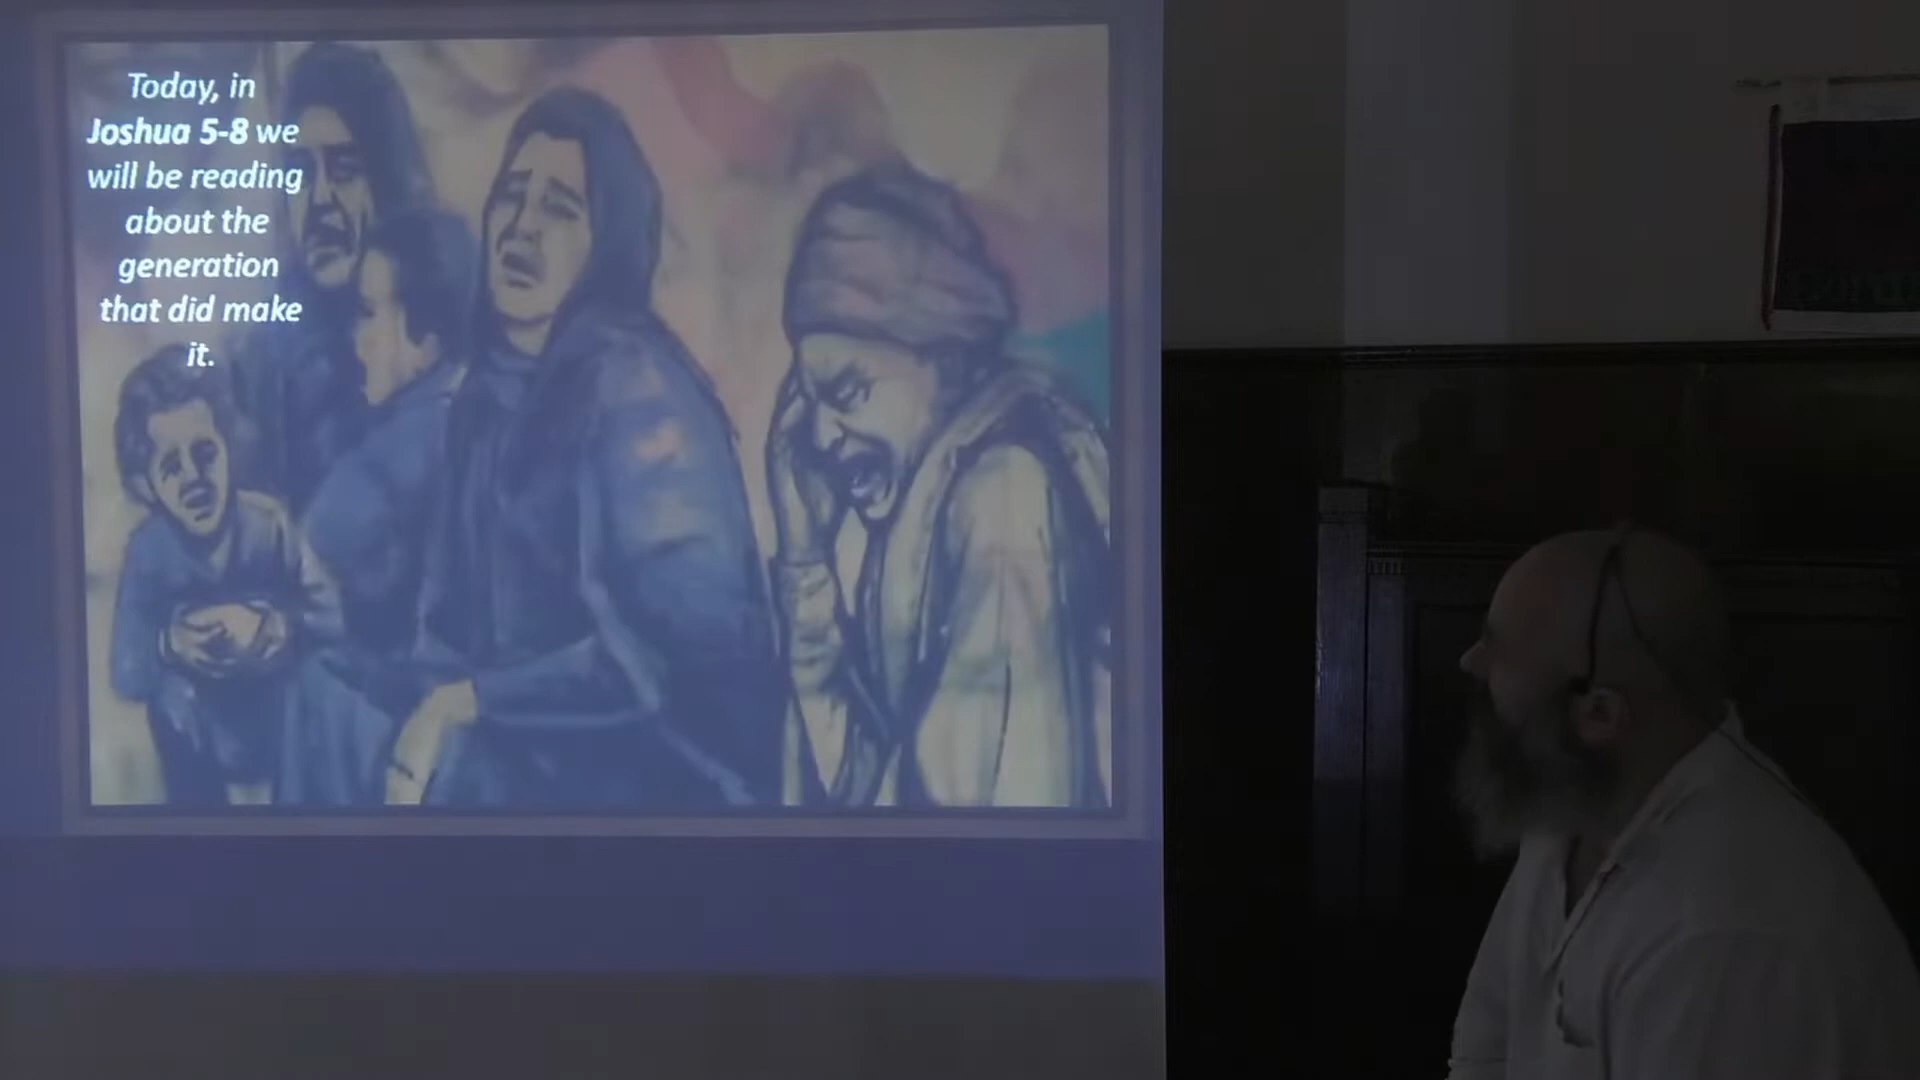 Today, in
Joshua 5-8 we
will be reading
about the
generation
that did make
it.